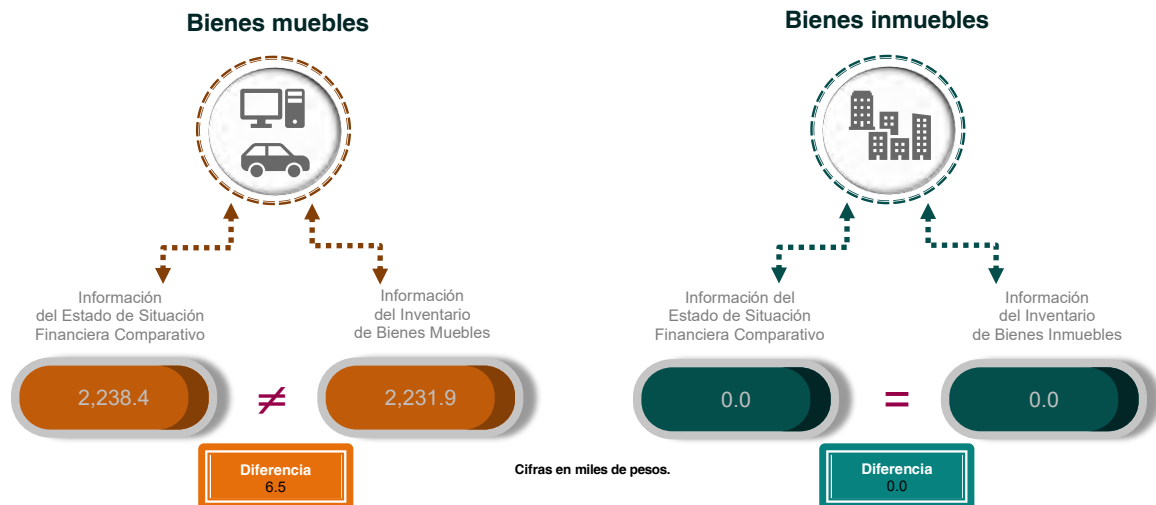 Bienes muebles
Información
del Estado de Situación
Financiera Comparativo
Información
del Inventario
de Bienes Muebles
2,238.4
≠
2,231.9
Diferencia
6.5
Cifras en miles de pesos.
Bienes inmuebles
Información del
Estado de Situación
Financiera Comparativo
Información
del Inventario
de Bienes Inmuebles
0.0
=
0.0
Diferencia
0.0